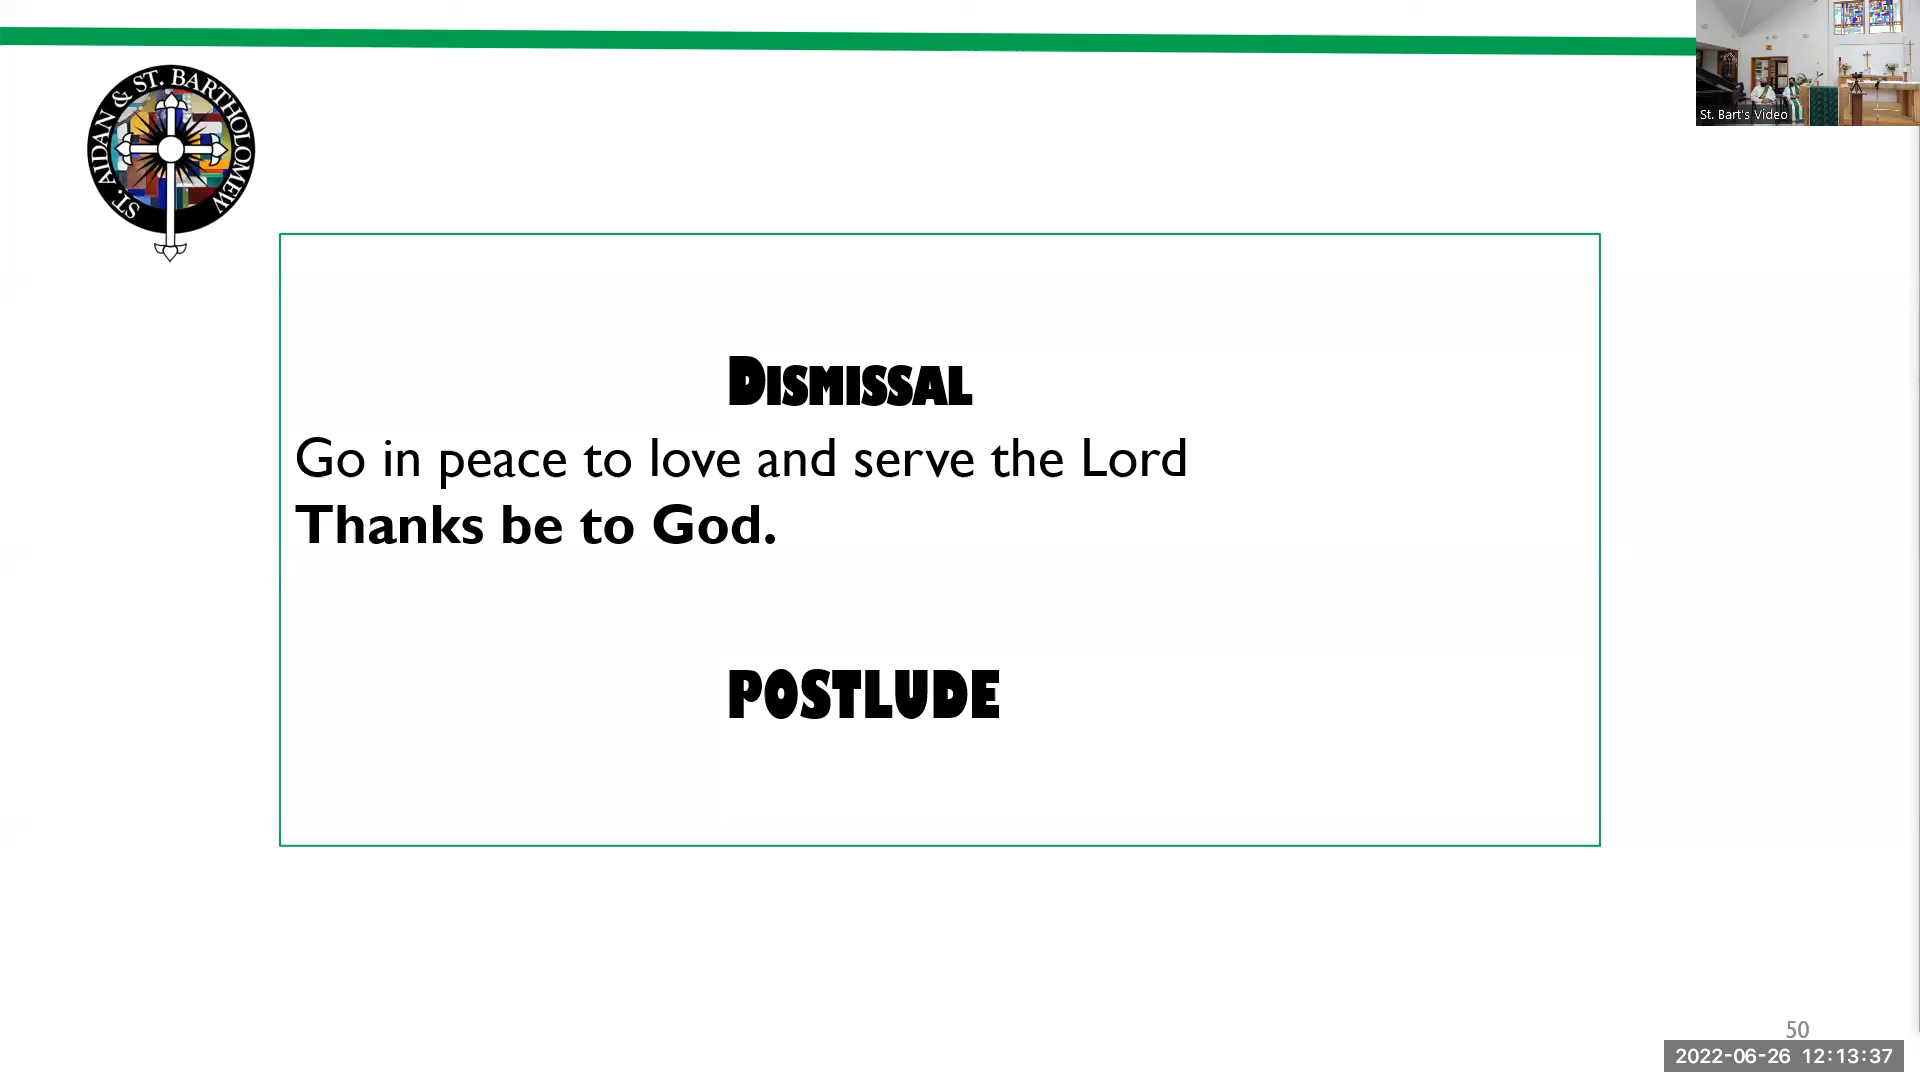 ST. AIDAN & ST. BARTHOLOMEW
St. Bart's Video
DISMISSAL
Go in peace to love and serve the Lord
Thanks be to God.
POSTLUDE
50
2022-06-26 12:13:37